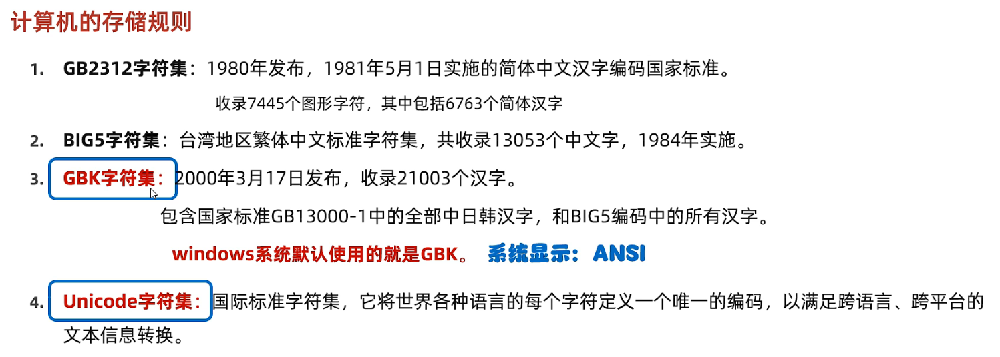 计算机的存储规则
1. GB2312字符集：1980年发布，1981年5月1日实施的简体中文汉字编码国家标准。
收录7445个图形字符，其中包括6763个简体汉字
2. BIG5字符集：台湾地区繁体中文标准字符集，共收录13053个中文字，1984年实施。
3. GBK字符集：2000年3月17日发布，收录21003个汉字。
包含国家标准GB13000-1中的全部中日韩汉字，和BIG5编码中的所有汉字。
windows系统默认使用的就是GBK。 系统显示：ANSI
4. Unicode字符集：国际标准字符集，它将世界各种语言的每个字符定义一个唯一的编码，以满足跨语言、跨平台的
文本信息转换。